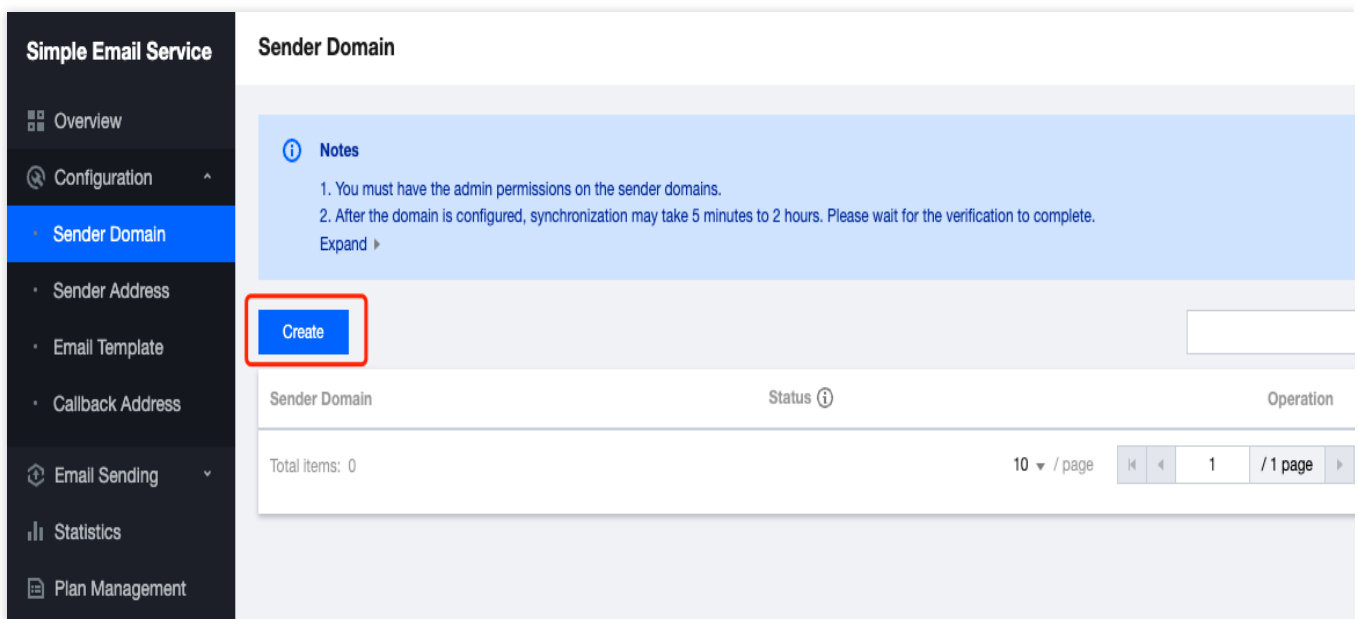 Simple Email Service
Sender Domain
Overview
Configuration
Sender Domain
Sender Address
Email Template
Callback Address
Email Sending
Statistics
Plan Management
Notes
1. You must have the admin permissions on the sender domains.
2. After the domain is configured, synchronization may take 5 minutes to 2 hours. Please wait for the verification to complete.
Expand
Create
Sender Domain Status Operation
Total items: 0 10 / page 1 / 1 page